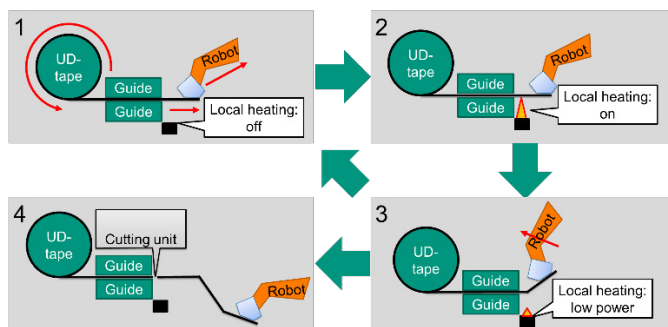 1
UD-
tape
Guide
Guide
Robot
Local heating:
off
2
UD-
tape
Guide
Guide
Robot
Local heating:
on
4
UD-
tape
Cutting unit
Guide
Guide
Robot
3
UD-
tape
Guide
Guide
Robot
Local heating:
low power